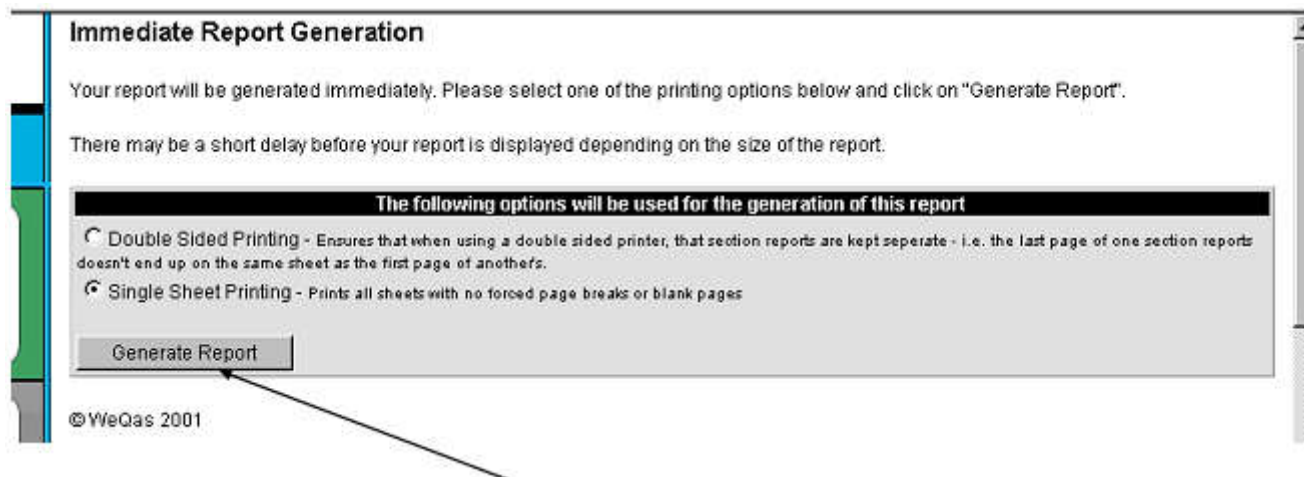 Immediate Report Generation
Your report will be generated immediately. Please select one of the printing options below and click on "Generate Report".
There may be a short delay before your report is displayed depending on the size of the report.
The following options will be used for the generation of this report
Double Sided Printing - Ensures that when using a double sided printer, that section reports are kept seperate - i.e. the last page of one section reports
doesn't end up on the same sheet as the first page of another's.
Single Sheet Printing - Prints all sheets with no forced page breaks or blank pages
Generate Report
© WeQas 2001